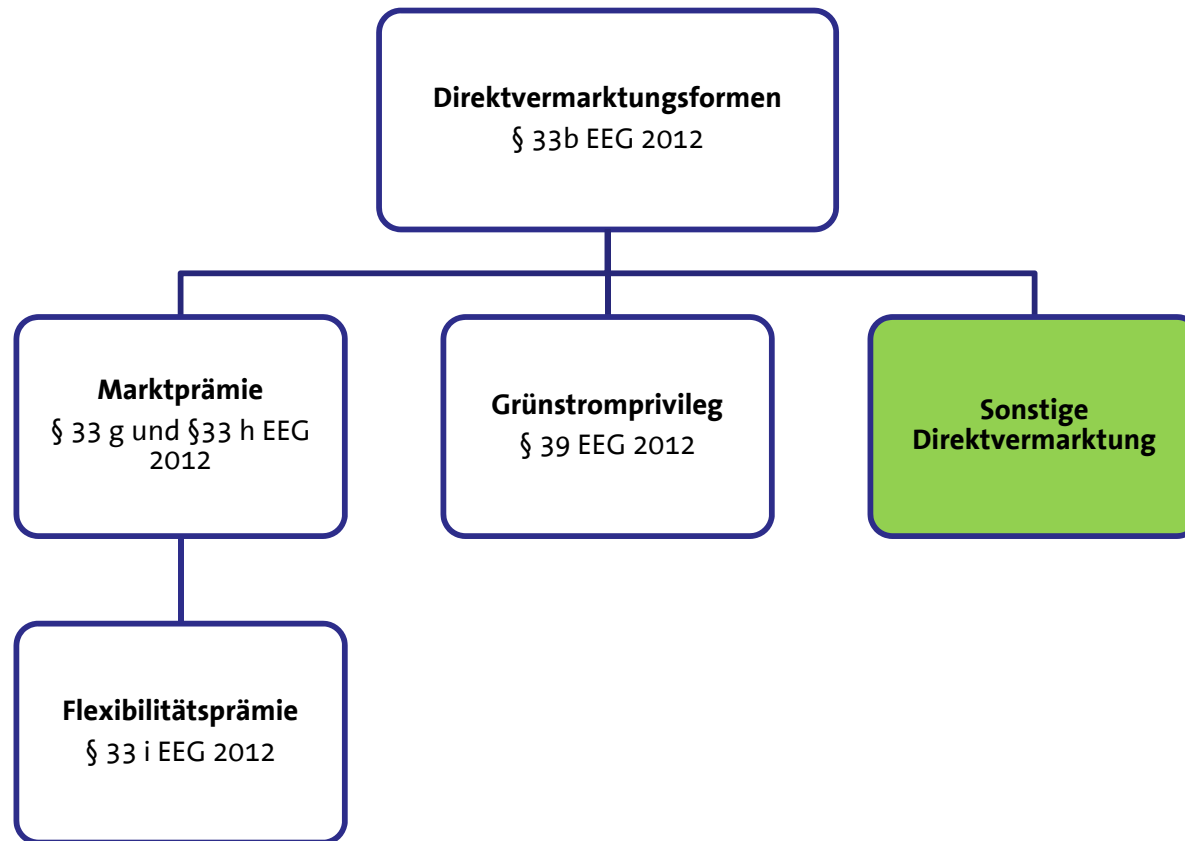 Direktvermarktungsformen
§ 33b EEG 2012
Marktprämie
§ 33 g und §33 h EEG
2012
Grünstromprivileg
§ 39 EEG 2012
Sonstige
Direktvermarktung
Flexibilitätsprämie
§ 33 i EEG 2012